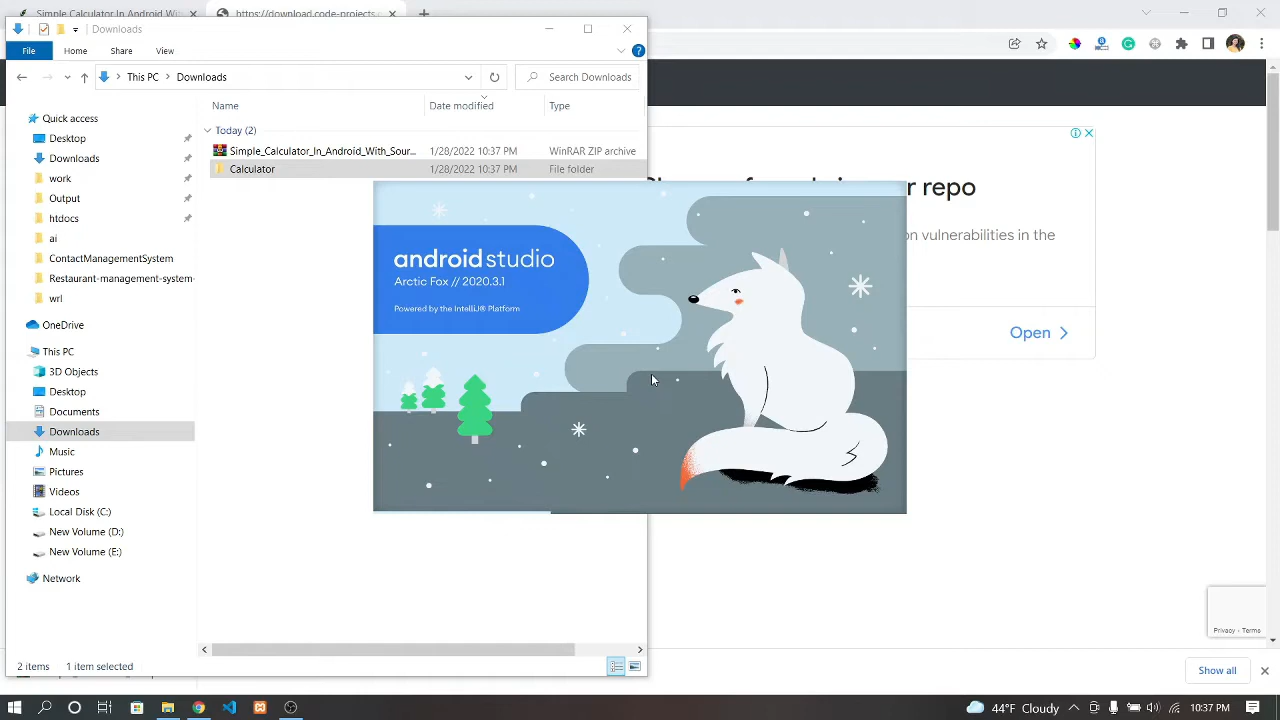 Simple Calculator In Android Wi
https://download.code-projects
Downloads
File
Home
Share
View
This PC
Downloads
Search Downloads
Name
Date modified
Type
Today (2)
Simple_Calculator_In_Android_With_Sour...
1/28/2022 10:37 PM
WinRAR ZIP archive
Calculator
1/28/2022 10:37 PM
File folder
Quick access
Desktop
Downloads
work
Output
htdocs
ai
ContactManagementSystem
Restaurant-management-system-
wrl
OneDrive
This PC
3D Objects
Desktop
Documents
Downloads
Music
Pictures
Videos
Local Disk (C:)
New Volume (D:)
New Volume (E:)
Network
android studio
Arctic Fox // 2020.3.1
Powered by the IntelliJ® Platform
r repo
on vulnerabilities in the
Open
Privacy - Terms
2 items
1 item selected
Show all
44°F Cloudy
10:37 PM